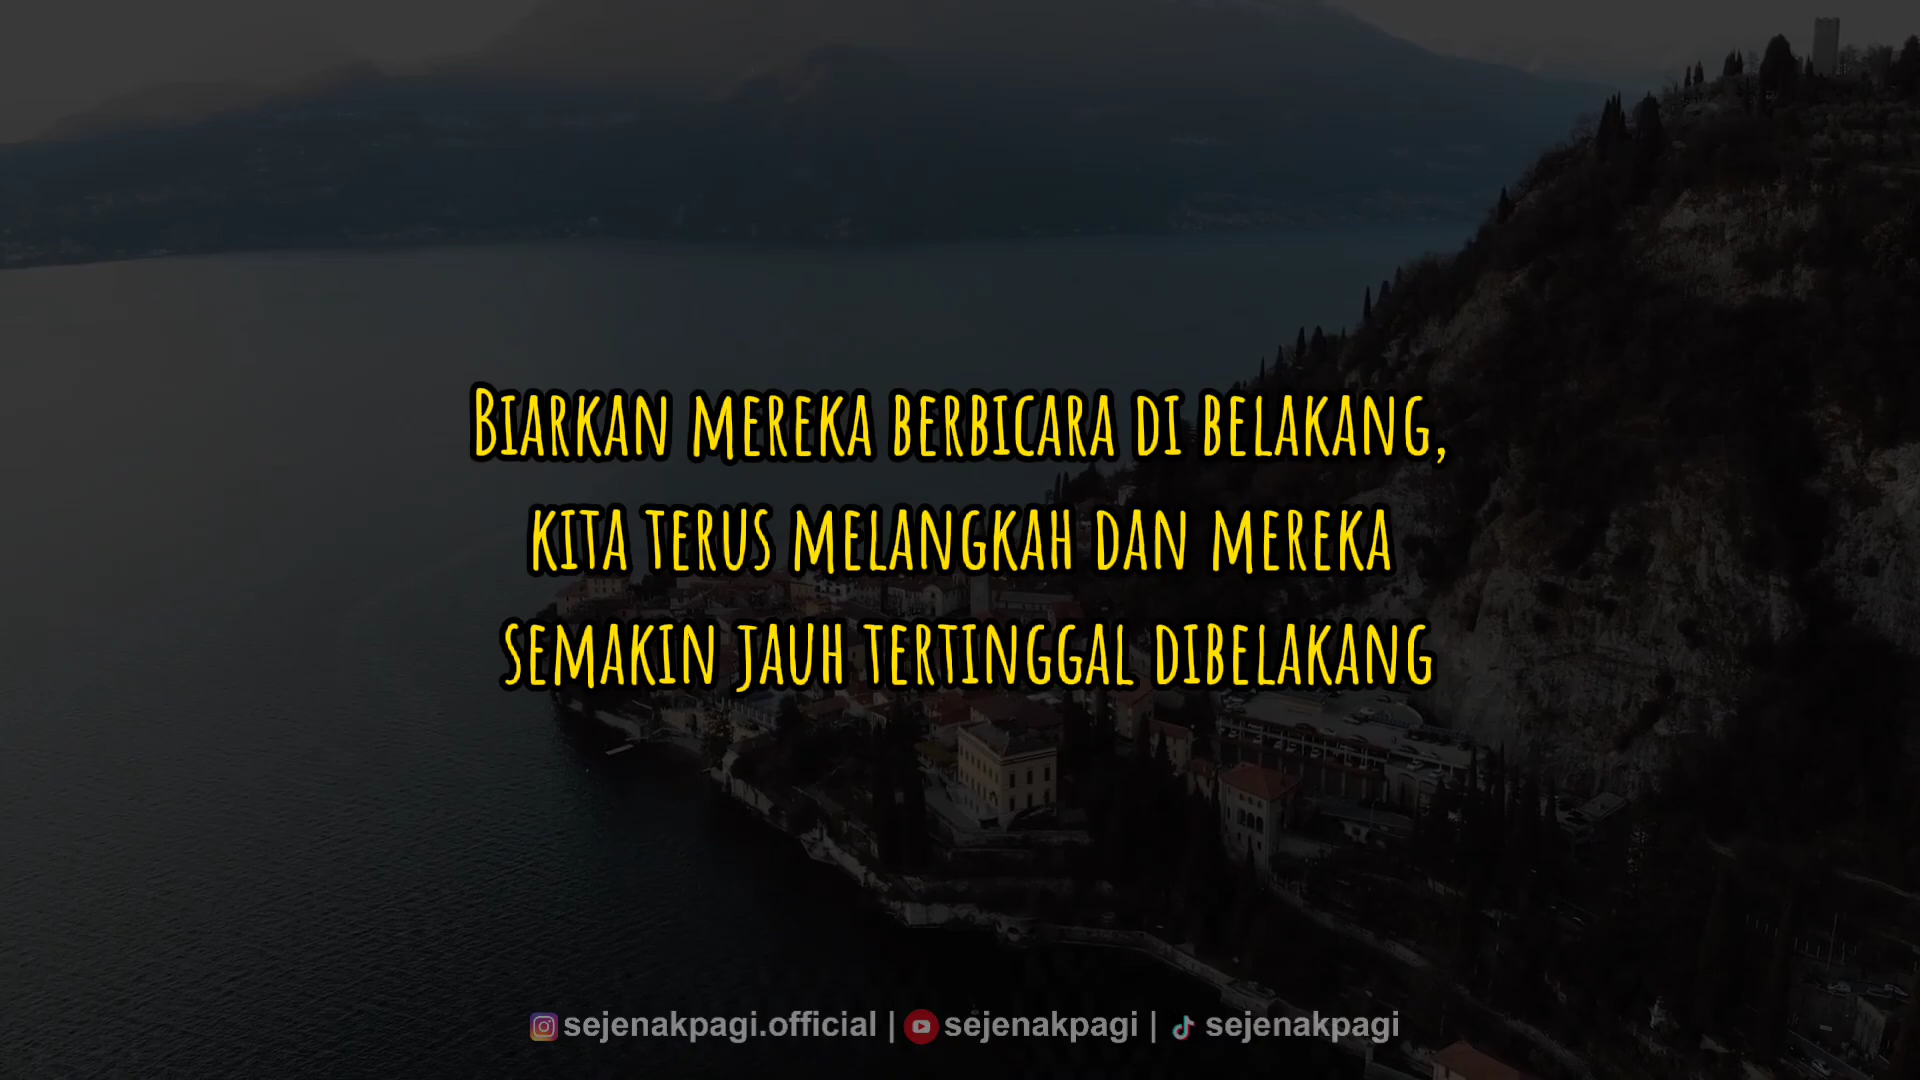 Biarkan mereka berbicara di belakang,
kita terus melangkah dan mereka
semakin jauh tertinggal dibelakang
sejenakpagi.official | sejenakpagi | sejenakpagi